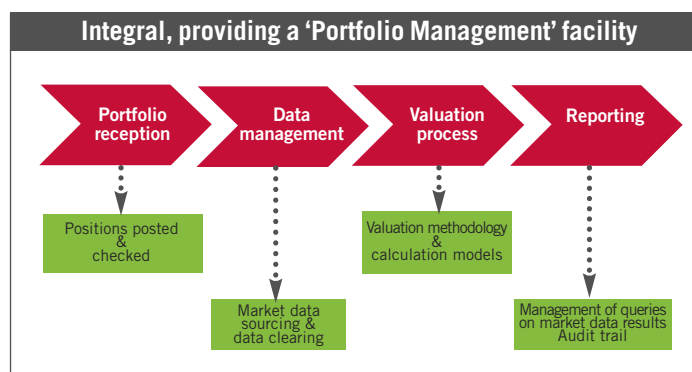 Integral, providing a ‘Portfolio Management’ facility
Portfolio
reception
Data
management
Valuation
process
Reporting
Positions posted
&
checked
Market data
sourcing &
data clearing
Valuation methodology
&
calculation models
Management of queries
on market data results
Audit trail